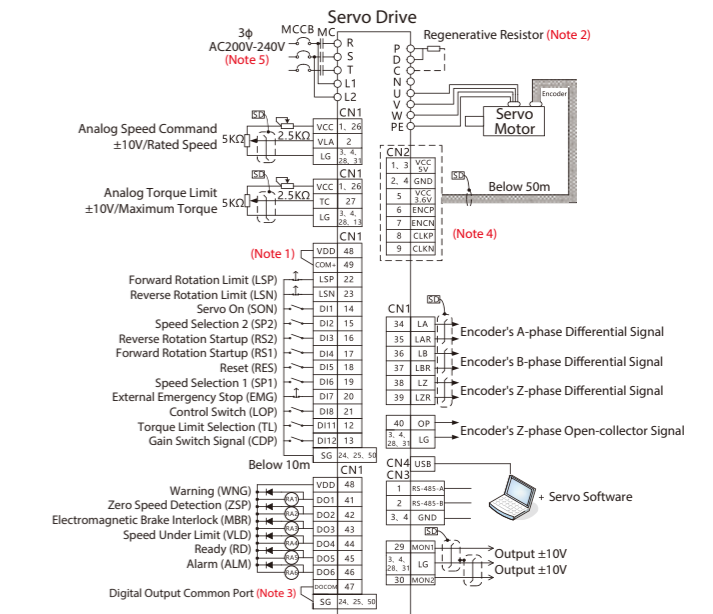 Servo Drive
3ϕ
AC200V-240V
(Note 5)
MCCB MC
R
S
T
L1
L2
P
D
C
N
U
V
W
PE
Regenerative Resistor (Note 2)
Encoder
Servo
Motor
Analog Speed Command
±10V/Rated Speed
5KΩ
SD
2.5KΩ
CN1
VCC 1, 26
VLA 2
LG 3, 4, 28, 31
Analog Torque Limit
±10V/Maximum Torque
5KΩ
SD
2.5KΩ
CN1
VCC 1, 26
TC 27
LG 3, 4, 28, 13
CN2
1, 3 VCC 5V
2, 4 GND
5 VCC 3.6V
6 ENCP
7 ENCN
8 CLKP
9 CLKN
SD
Below 50m
(Note 4)
CN1
(Note 1)
VDD 48
COM+ 49
Forward Rotation Limit (LSP) LSP 22
Reverse Rotation Limit (LSN) LSN 23
Servo On (SON) DI1 14
Speed Selection 2 (SP2) DI2 15
Reverse Rotation Startup (RS2) DI3 16
Forward Rotation Startup (RS1) DI4 17
Reset (RES) DI5 18
Speed Selection 1 (SP1) DI6 19
External Emergency Stop (EMG) DI7 20
Control Switch (LOP) DI8 21
Torque Limit Selection (TL) DI11 12
Gain Switch Signal (CDP) DI12 13
SG 24, 25, 50
Below 10m
CN1
VDD 48
Warning (WNG) RA1 DO1 41
Zero Speed Detection (ZSP) RA2 DO2 42
Electromagnetic Brake Interlock (MBR) RA3 DO3 43
Speed Under Limit (VLD) RA4 DO4 44
Ready (RD) RA5 DO5 45
Alarm (ALM) RA6 DO6 46
DOCOM 47
Digital Output Common Port (Note 3) SG 24, 25, 50
CN1
SD
34 LA
35 LAR
Encoder's A-phase Differential Signal
36 LB
37 LBR
Encoder's B-phase Differential Signal
38 LZ
39 LZR
Encoder's Z-phase Differential Signal
40 OP
3, 4, 28, 31 LG
Encoder's Z-phase Open-collector Signal
CN4 USB
CN3
1 RS-485-A
2 RS-485-B
3, 4 GND
+ Servo Software
SD
29 MON1
3, 4, 28, 31 LG
30 MON2
Output ±10V
Output ±10V